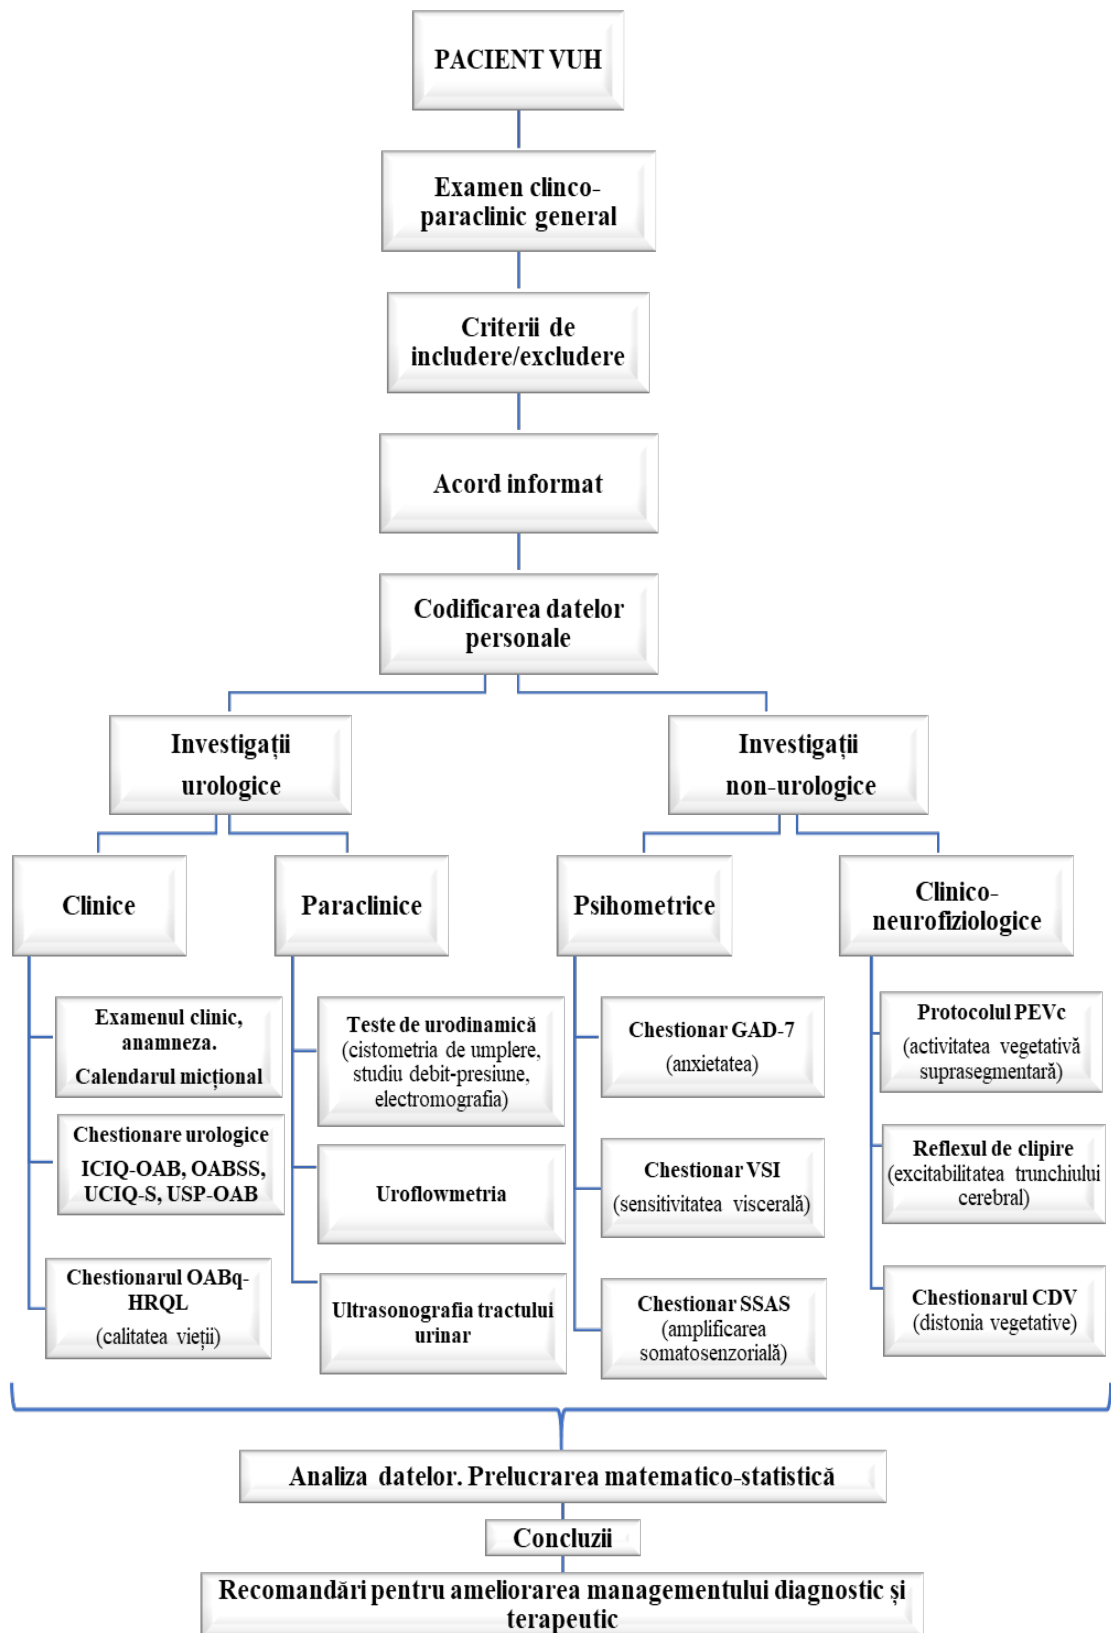 PACIENT VUH
Examen clinco-
paraclinic general
Criterii de
includere/excludere
Acord informat
Codificarea datelor
personale
Investigații
urologice
Investigații
non-urologice
Clinice
Paraclinice
Psihometrice
Clinico-
neurofiziologice
Examenul clinic,
anamneza.
Calendarul micțional
Chestionare urologice
ICIQ-OAB, OABSS,
UCIQ-S, USP-OAB
Chestionarul OABq-
HRQL
(calitatea vieții)
Teste de urodinamică
(cistometria de umplere,
studiu debit-presiune,
electromografia)
Uroflowmetria
Ultrasonografia tractului
urinar
Chestionar GAD-7
(anxietatea)
Chestionar VSI
(sensitivitatea viscerală)
Chestionar SSAS
(amplificarea
somatosenzorială)
Protocolul PEVc
(activitatea vegetativă
suprasegmentară)
Reflexul de clipire
(excitabilitatea trunchiului
cerebral)
Chestionarul CDV
(distonia vegetative)
Analiza datelor. Prelucrarea matematico-statistică
Concluzii
Recomandări pentru ameliorarea managementului diagnostic și
terapeutic